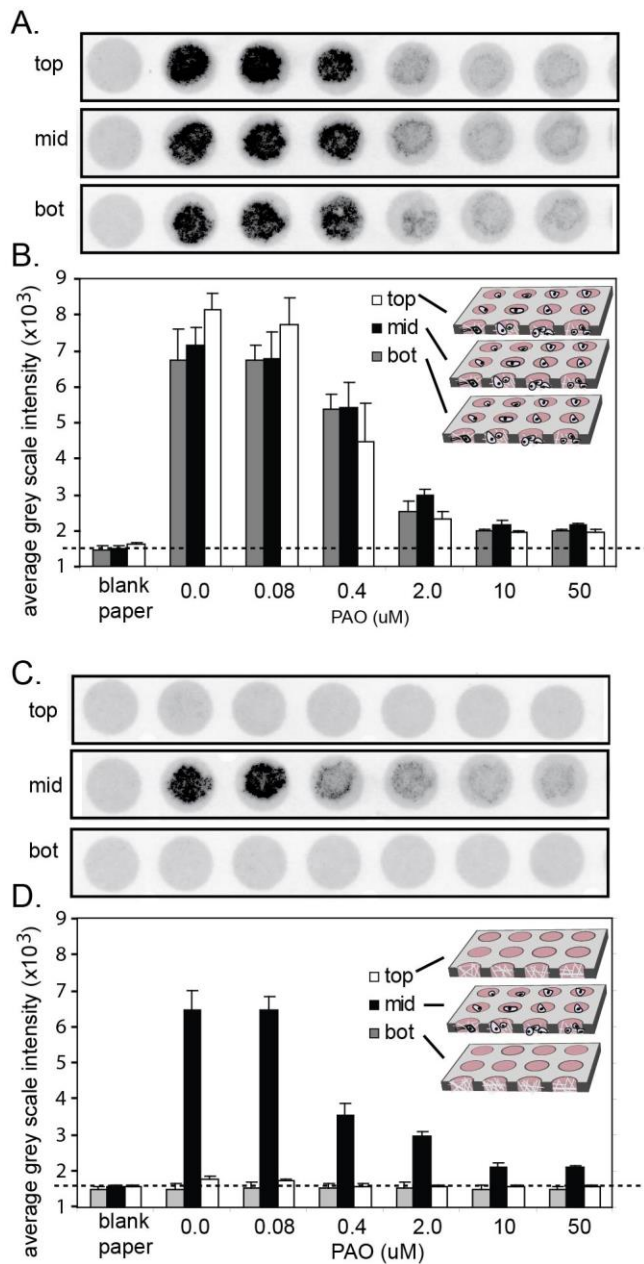 A.
top
mid
bot
B.
average grey scale intensity (x10³)
9
8
7
6
5
4
3
2
1
top
mid
bot
blank paper
0.0
0.08
0.4
2.0
10
50
PAO (uM)
C.
top
mid
bot
D.
average grey scale intensity (x10³)
9
8
7
6
5
4
3
2
1
top
mid
bot
blank paper
0.0
0.08
0.4
2.0
10
50
PAO (uM)